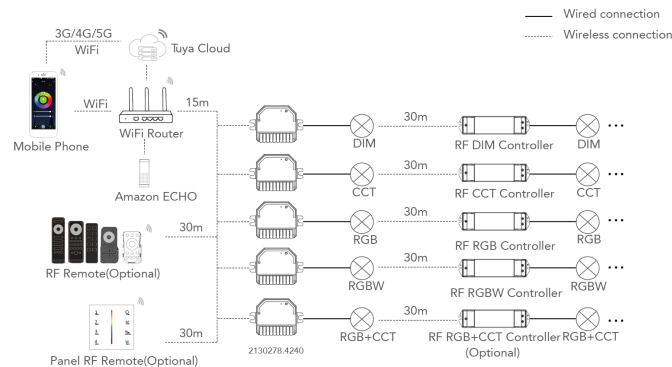 Wired connection
Wireless connection
3G/4G/5G
WiFi
Tuya Cloud
WiFi
15m
WiFi Router
Mobile Phone
Amazon ECHO
30m
RF Remote(Optional)
30m
Panel RF Remote(Optional)
DIM
30m
RF DIM Controller
DIM
CCT
30m
RF CCT Controller
CCT
RGB
30m
RF RGB Controller
RGB
RGBW
30m
RF RGBW Controller
RGBW
RGB+CCT
30m
RF RGB+CCT Controller
(Optional)
RGB+CCT
2130278.4240